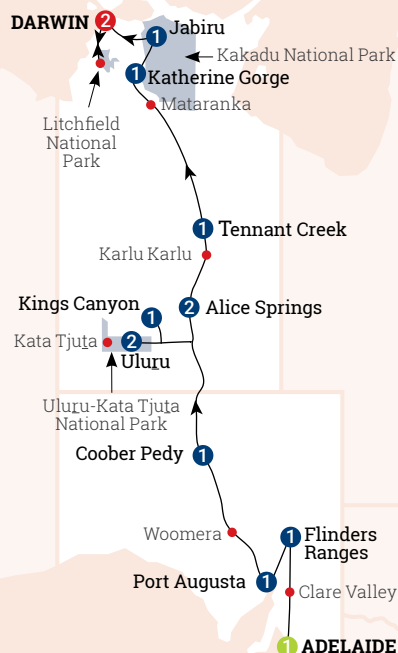 DARWIN 2
1 Jabiru
Kakadu National Park
1 Katherine Gorge
Mataranka
Litchfield
National
Park
1 Tennant Creek
Karlu Karlu
Kings Canyon
1
2 Alice Springs
Kata Tjuṯa
2
Uluṟu
Uluṟu-Kata Tjuṯa
National Park
Coober Pedy 1
Woomera
1 Flinders
Ranges
Port Augusta 1
Clare Valley
1 ADELAIDE